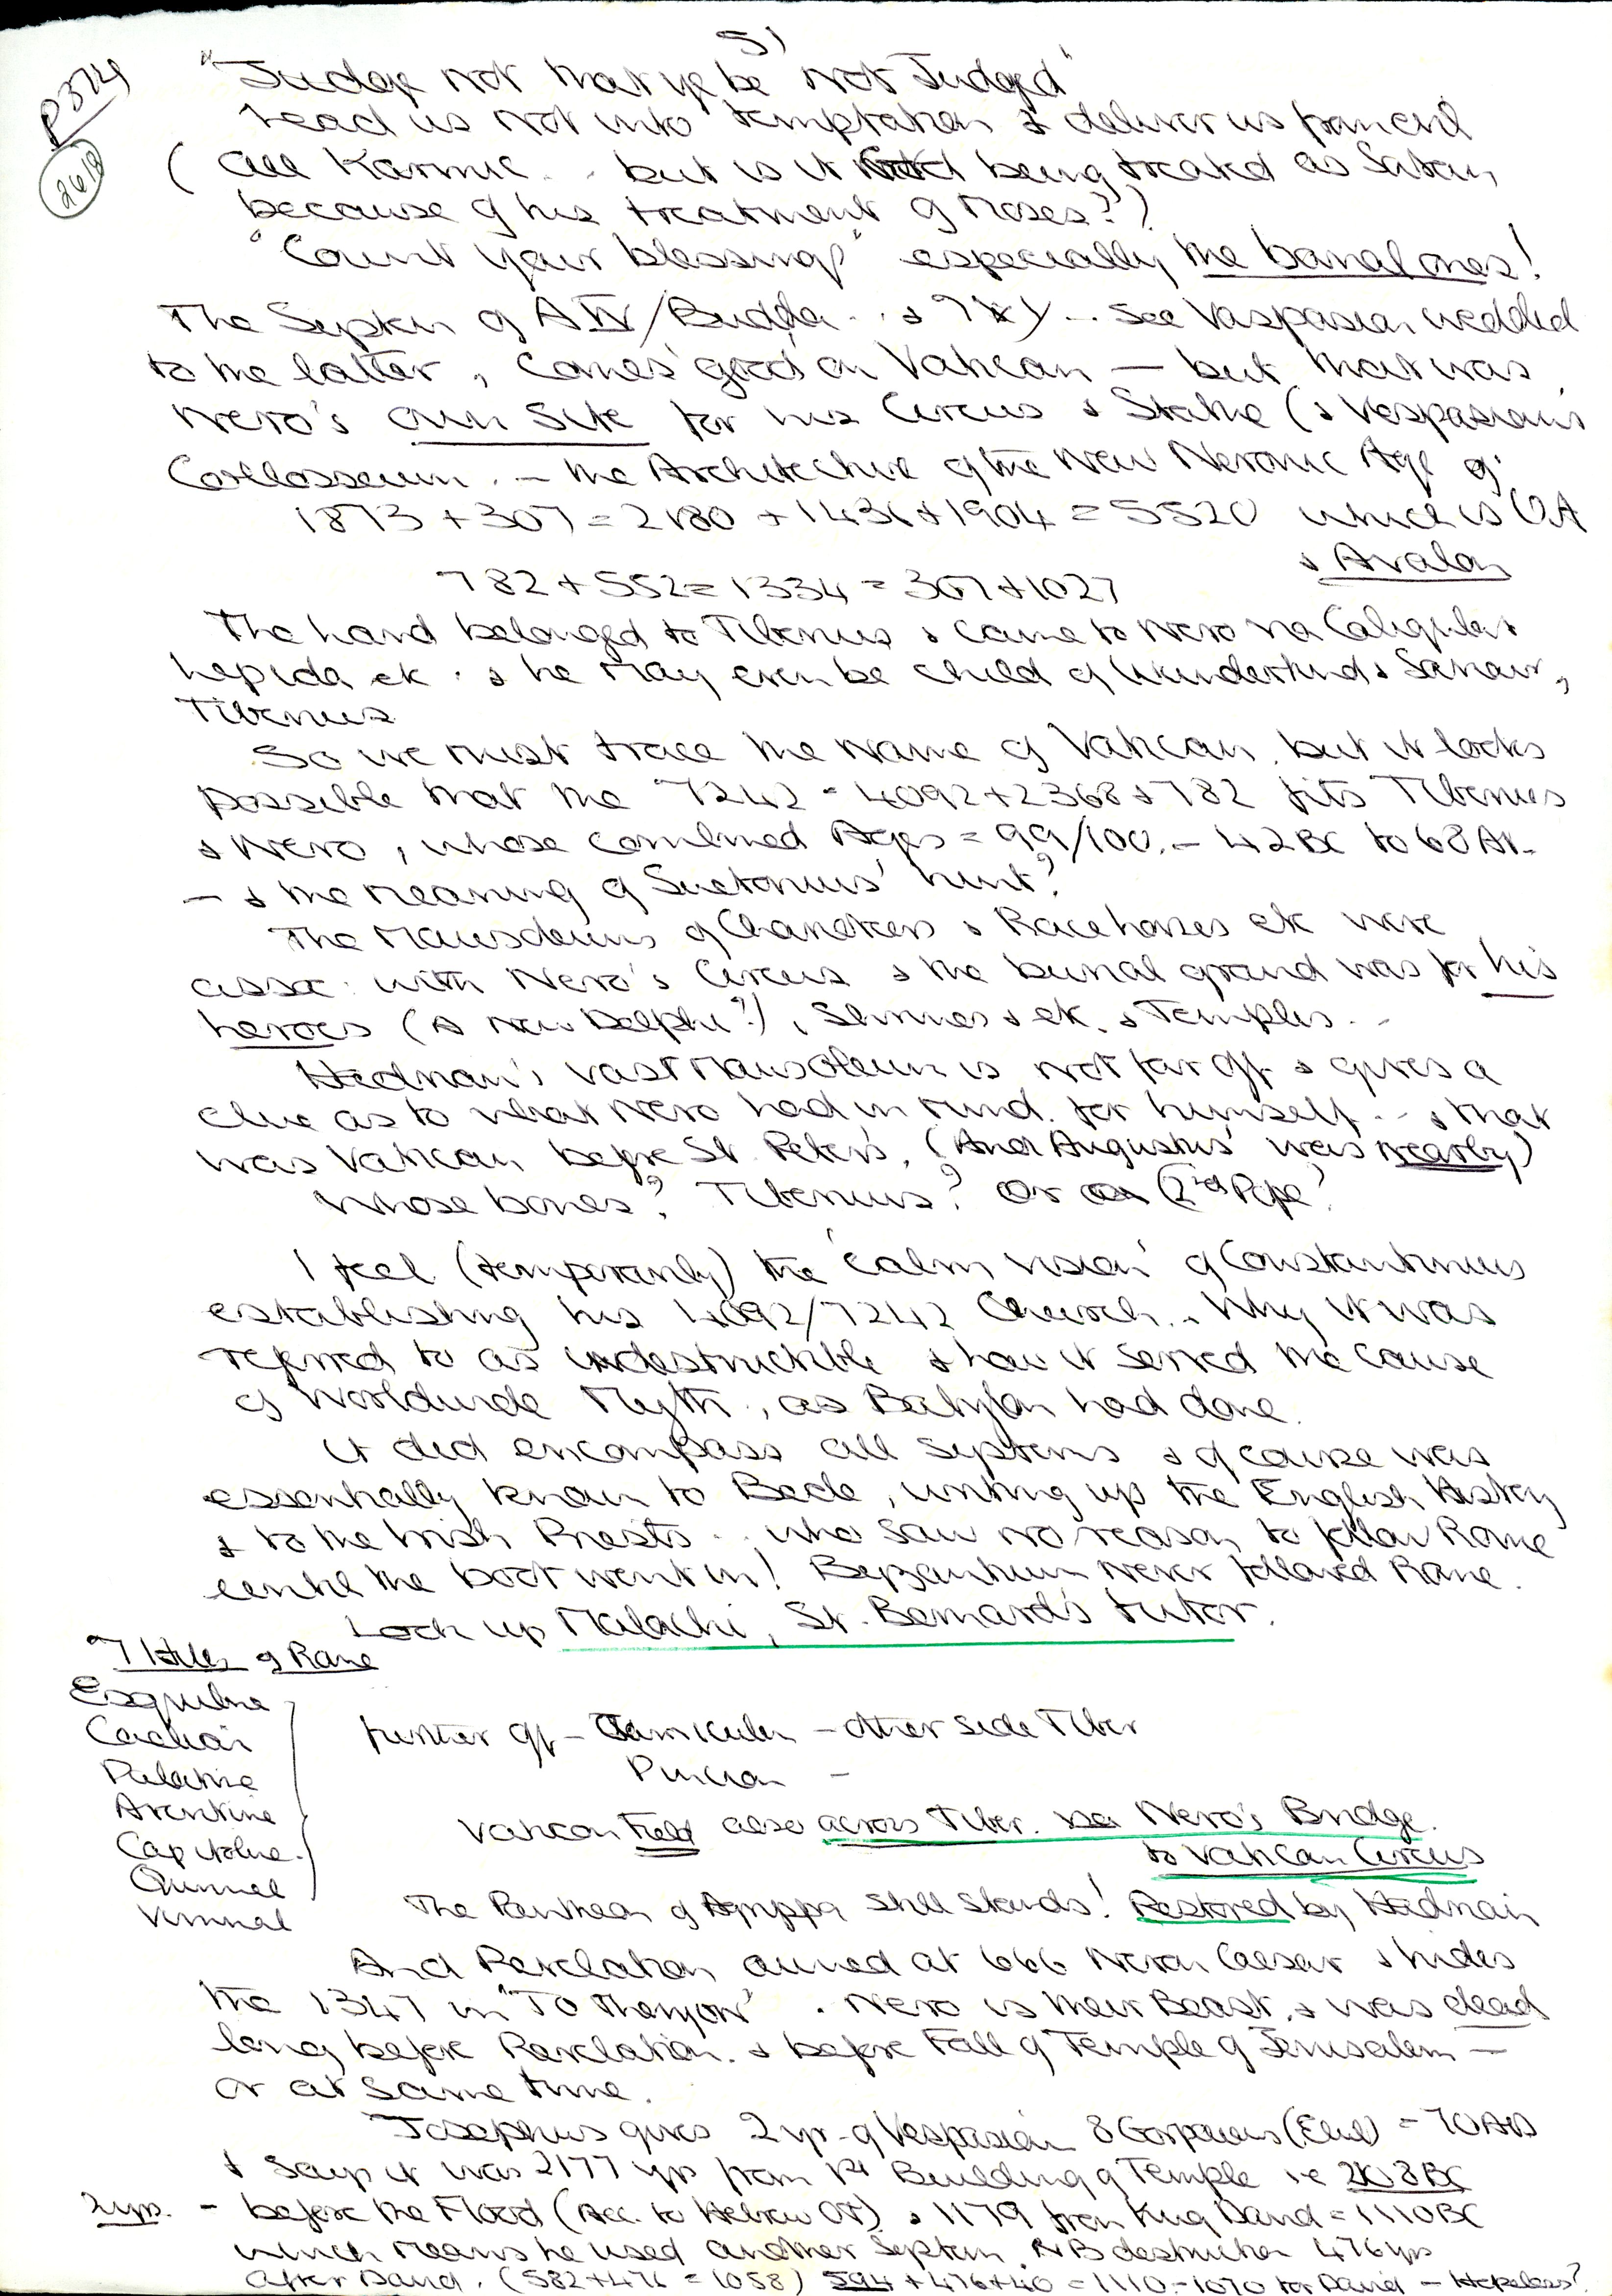 5)
P374
2618
"Judge not that ye be not Judged"
Lead us not into temptation & deliver us from evil
( All Karmic .. but is it being treated as Satan,
because of his treatment of Moses?)
"Count your blessings" especially the banal ones!
The System of A IV/Budda .. & ? .. See Vaspasian wedded
to the latter, Comes good on Vatican — but that was
Nero's own site for his Circus & Statue (& Vespasian's
Collosseum. — the Architecture of the New Neronic Age of
1873 + 307 = 2180 + 1436 + 1904 = 5520 which is OA
& Avalon
782 + 552 = 1334 = 307 + 1027
The land belonged to Tiberius & came to Nero via Caligula &
Lepida etc. & he may even be child of &
Tiberius
So we must trace the name of Vatican, but it looks
possible that the 7242 = 4092 + 2368 + 782 fits Tiberius
& Nero, whose combined Ages = 99/100. — 42 BC to 68 AD.
— & the meaning of Suetonius' hint?
The Mausoleums of Charioteers & Racehorses etc were
assoc. with Nero's Circus & the burial ground was for his
heroes (A New Delphi?), Shrines & etc. & Temples ..
Hadrian's vast Mausoleum is not far off & gives a
clue as to what Nero had in mind. for himself .. & that
was Vatican before St Peter's. (And Augustus' was nearby)
Whose bones? Tiberius? Or (2nd Pope?
I feel (temporarily) the 'calm vision' of Constantinus
establishing his 4092/7242 Church .. Why it was
referred to as indestructible & how it served the cause
of Worldwide Myth, as Babylon had done.
It did encompass all systems & of course was
essentially known to Bede, writing up the English History
& to the Irish Priests .. who saw no reason to follow Rome
until the boot went in! Byzantium never followed Rome.
Look up Malachi, St. Bernard's tutor.
7 Hills of Rome
Esquiline
Caelian
Palatine
Aventine
Capitoline
Quirinal
Viminal
further off — Janiculum — other side Tiber
Pincian —
Vatican Field also across Tiber. via Nero's Bridge.
to Vatican Circus
The Pantheon of Agrippa still stands! Restored by Hadrian
And Revelation aimed at 666 Neron Caesar & hides
the 1347 in "TO Therion" . Nero is their Beast, & was dead
long before Revelation. & before Fall of Temple of Jerusalem —
or at same time.
Josephus gives 2 yr. of Vespasian 8 Gorpaeus (Elul) = 70 AD
& says it was 2177 yrs from 1st Building of Temple ie 2108 BC
2 yrs. - before the Flood (Acc. to Hebrew OT) & 1179 from King David = 1110 BC
which means he used another System. NB destruction 476 yrs
after David. (582 + 476 = 1058) 594 + 476 + 40 = 1110 - 1070 for David — Hopeless?